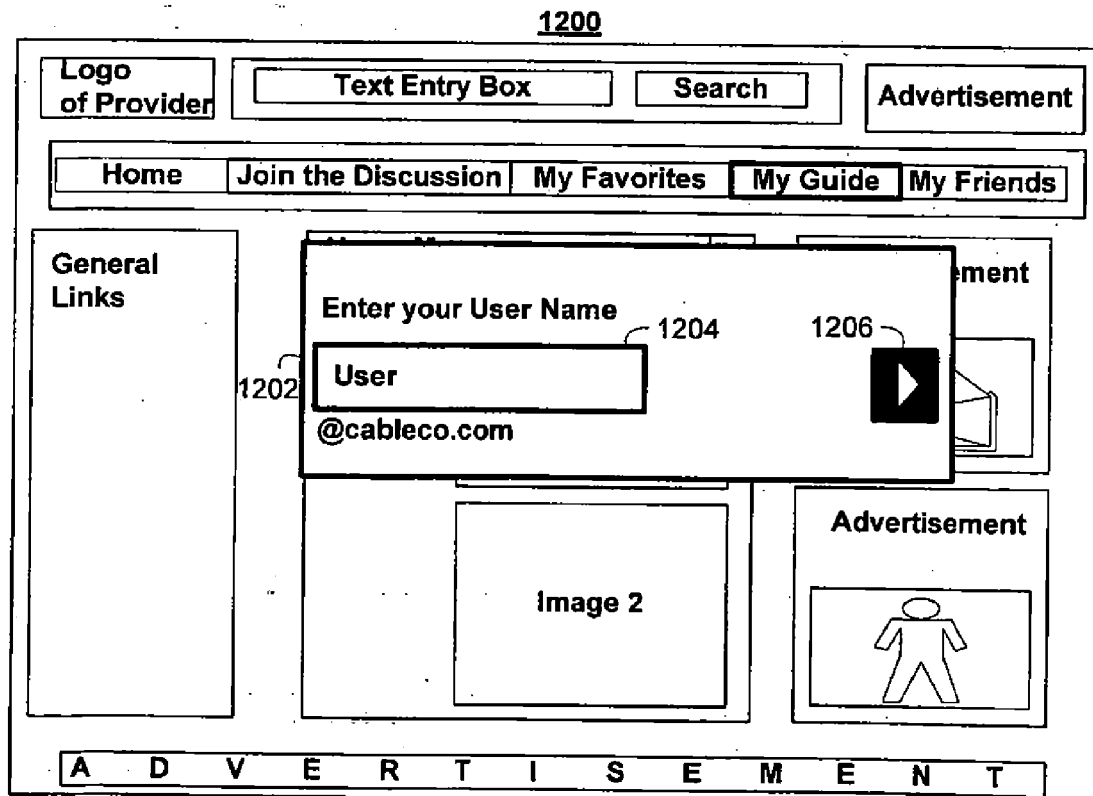 1200
Logo
of Provider
Text Entry Box
Search
Advertisement
Home
Join the Discussion
My Favorites
My Guide
My Friends
General
Links
Enter your User Name
1204
1206
1202
User
@cableco.com
ement
Image 2
Advertisement
A D V E R T I S E M E N T